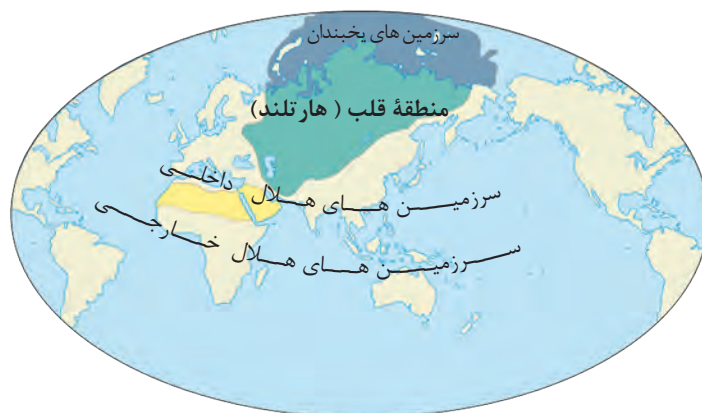 سرزمین های یخبندان
منطقهٔ قلب ( هارتلند)
سرزمین های هلال داخلی
سرزمین های هلال خارجی